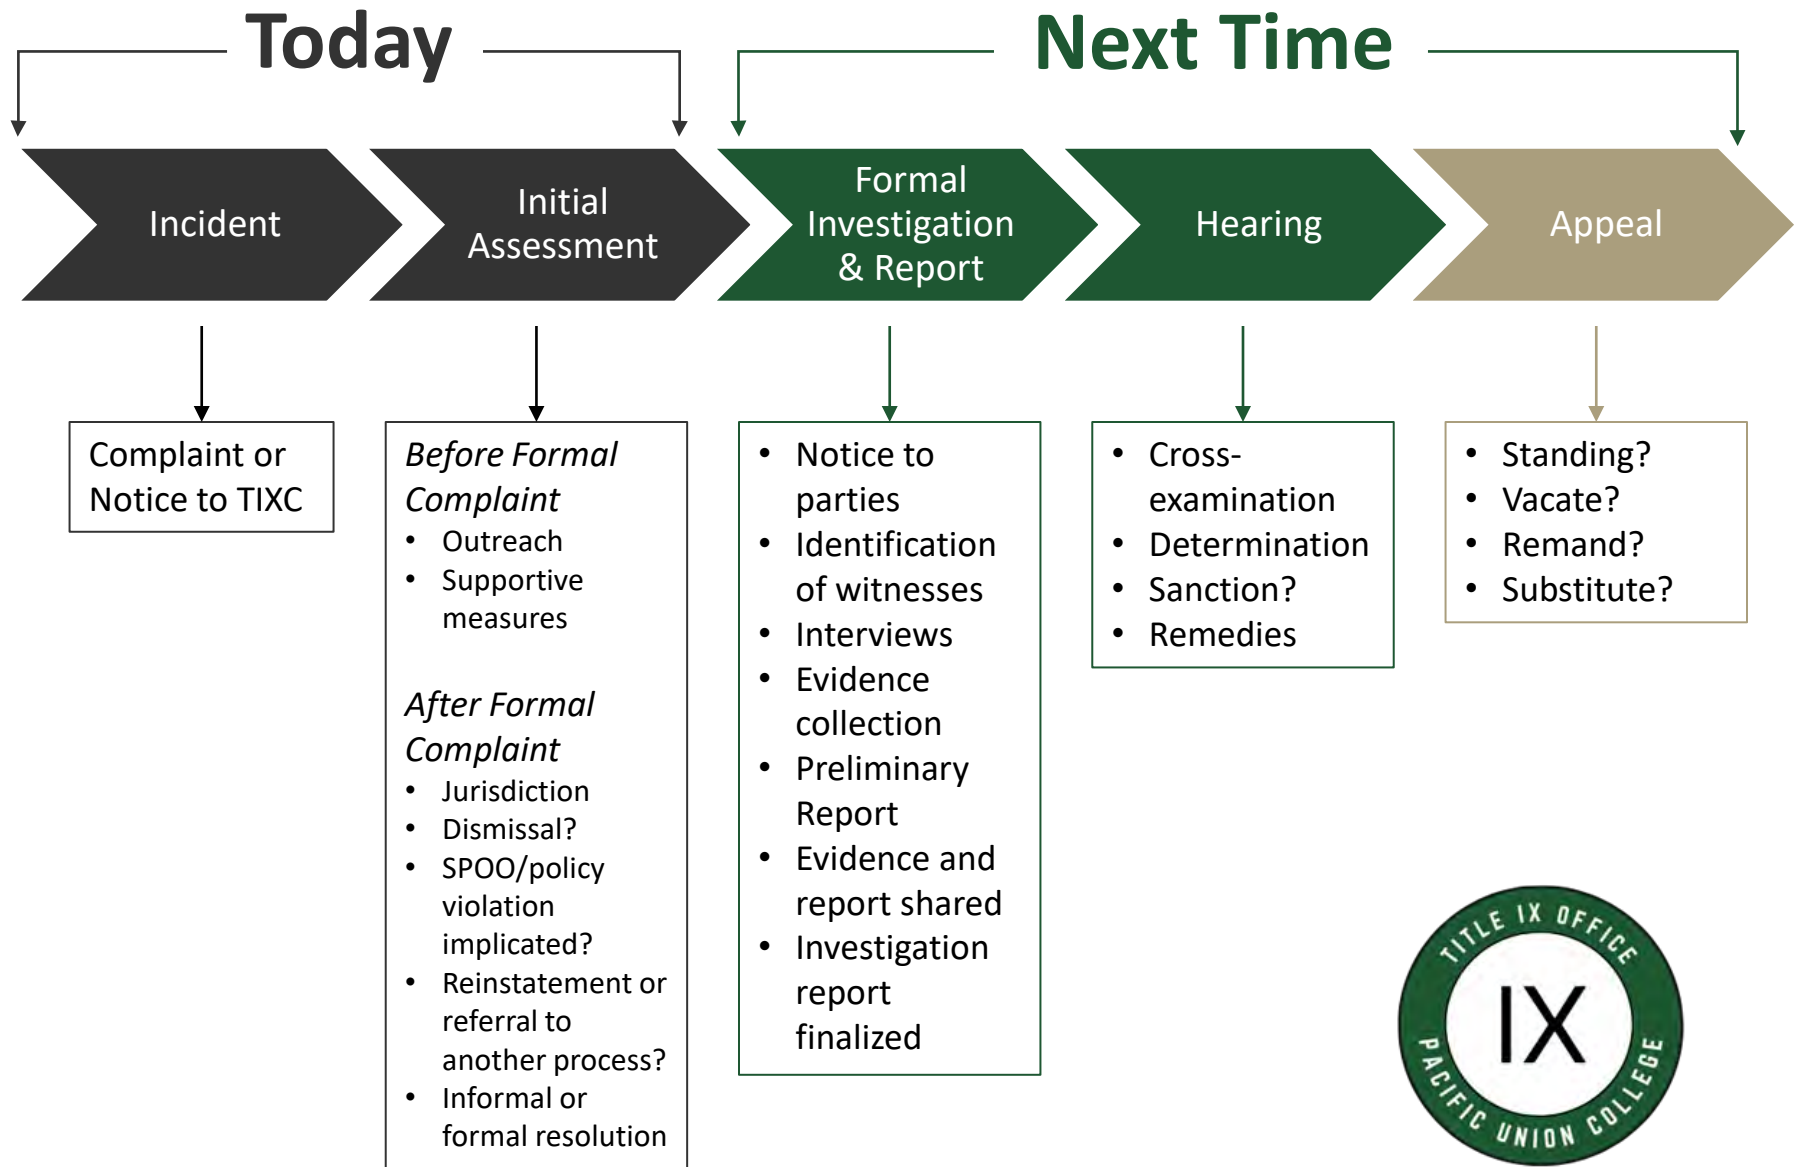 Today
Next Time
Incident
Initial
Assessment
Formal
Investigation
& Report
Hearing
Appeal
Complaint or
Notice to TIXC
Before Formal
Complaint
• Outreach
• Supportive
measures
After Formal
Complaint
• Jurisdiction
• Dismissal?
• SPOO/policy
violation
implicated?
• Reinstatement or
referral to
another process?
• Informal or
formal resolution
• Notice to
parties
• Identification
of witnesses
• Interviews
• Evidence
collection
• Preliminary
Report
• Evidence and
report shared
• Investigation
report
finalized
• Cross-
examination
• Determination
• Sanction?
• Remedies
• Standing?
• Vacate?
• Remand?
• Substitute?
TITLE IX OFFICE
IX
PACIFIC UNION COLLEGE